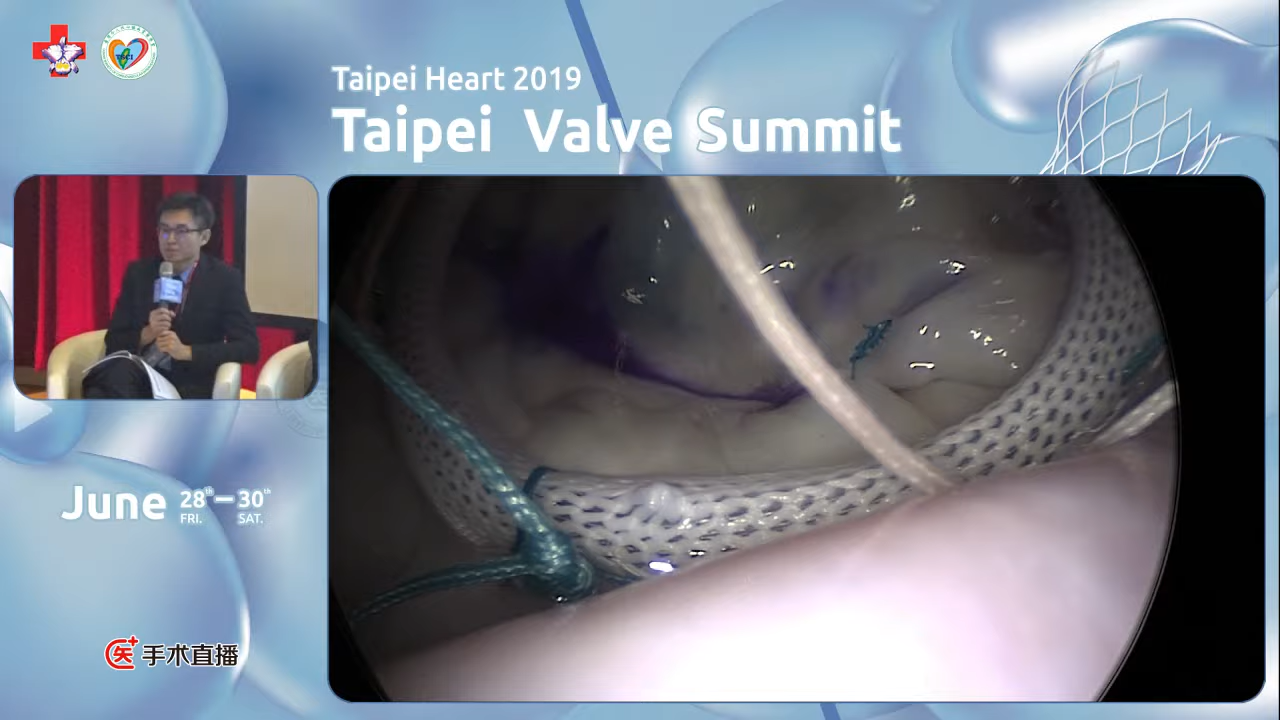 Taipei Heart 2019
Taipei Valve Summit
June 28th – 30th
FRI. SAT.
手术直播